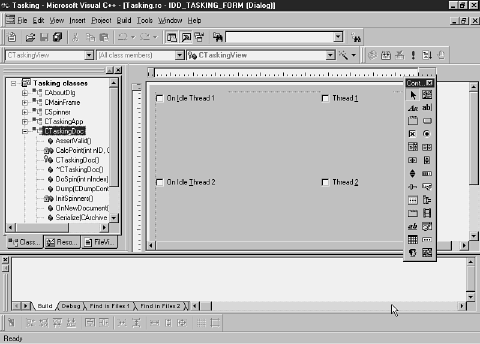 Tasking - Microsoft Visual C++ - [Tasking.rc - IDD_TASKING_FORM (Dialog)]
File Edit View Insert Project Build Tools Window Help
CTaskingView (All class members) CTaskingView
Tasking classes
CAboutDlg
CMainFrame
CSpinner
CTaskingApp
CTaskingDoc
AssertValid()
CalcPoint(int nID, C
CTaskingDoc()
~CTaskingDoc()
DoSpin(int nIndex)
Dump(CDumpCont
InitSpinners()
OnNewDocument(
Serialize(CArchive
Class... Reso... FileVi...
On Idle Thread 1 Thread 1
On Idle Thread 2 Thread 2
Cont...
Aa ab|
Build Debug Find in Files 1 Find in Files 2
Ready